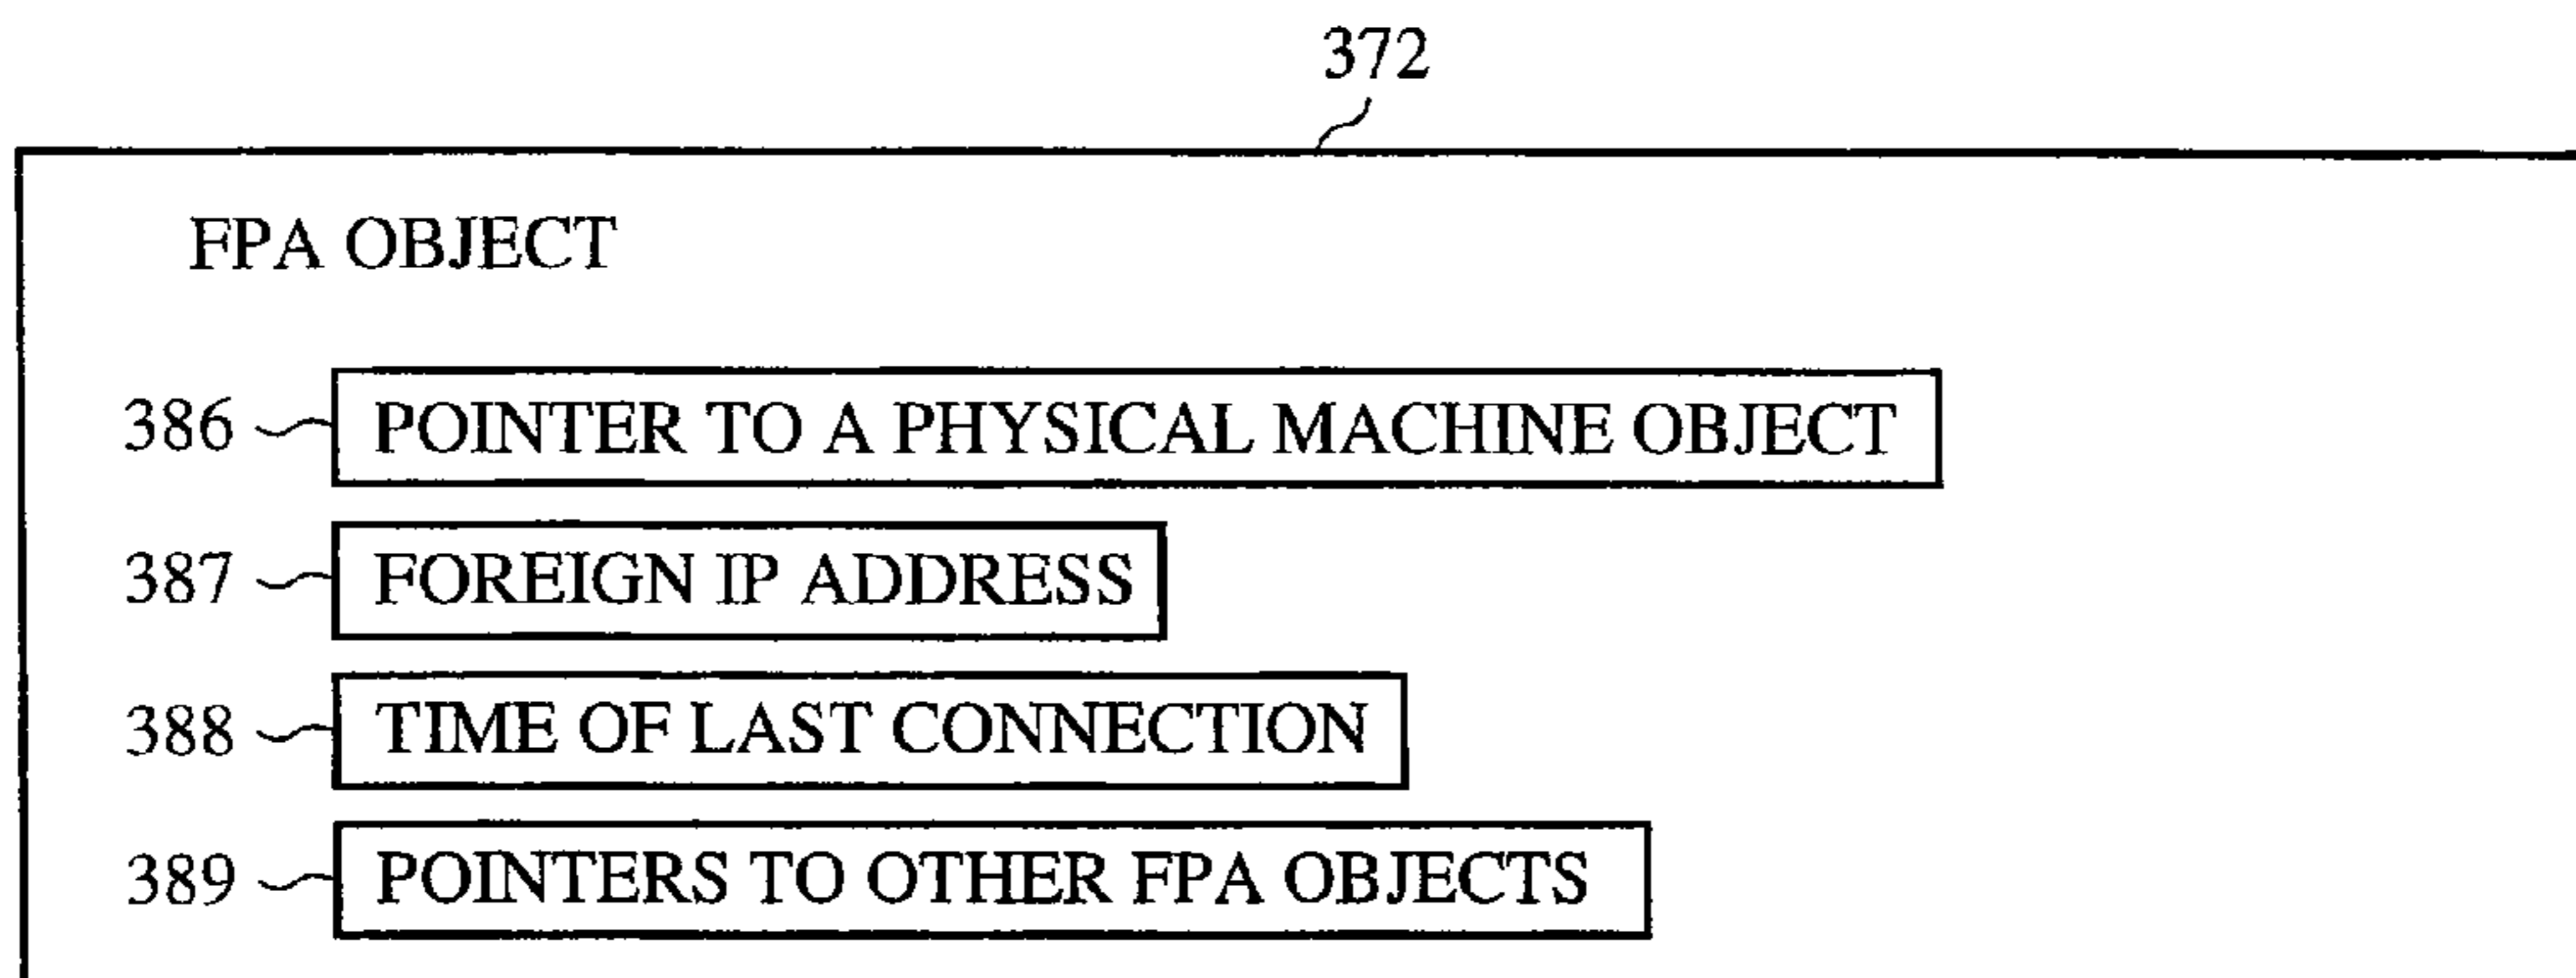 372
FPA OBJECT
386 POINTER TO A PHYSICAL MACHINE OBJECT
387 FOREIGN IP ADDRESS
388 TIME OF LAST CONNECTION
389 POINTERS TO OTHER FPA OBJECTS